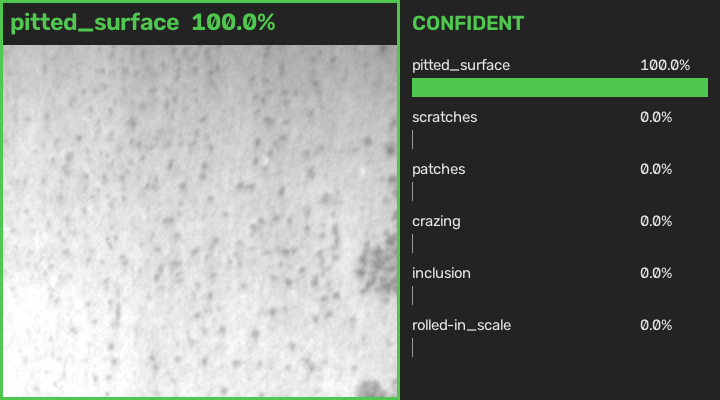 pitted_surface 100.0%
CONFIDENT
pitted_surface 100.0%
scratches 0.0%
patches 0.0%
crazing 0.0%
inclusion 0.0%
rolled-in_scale 0.0%